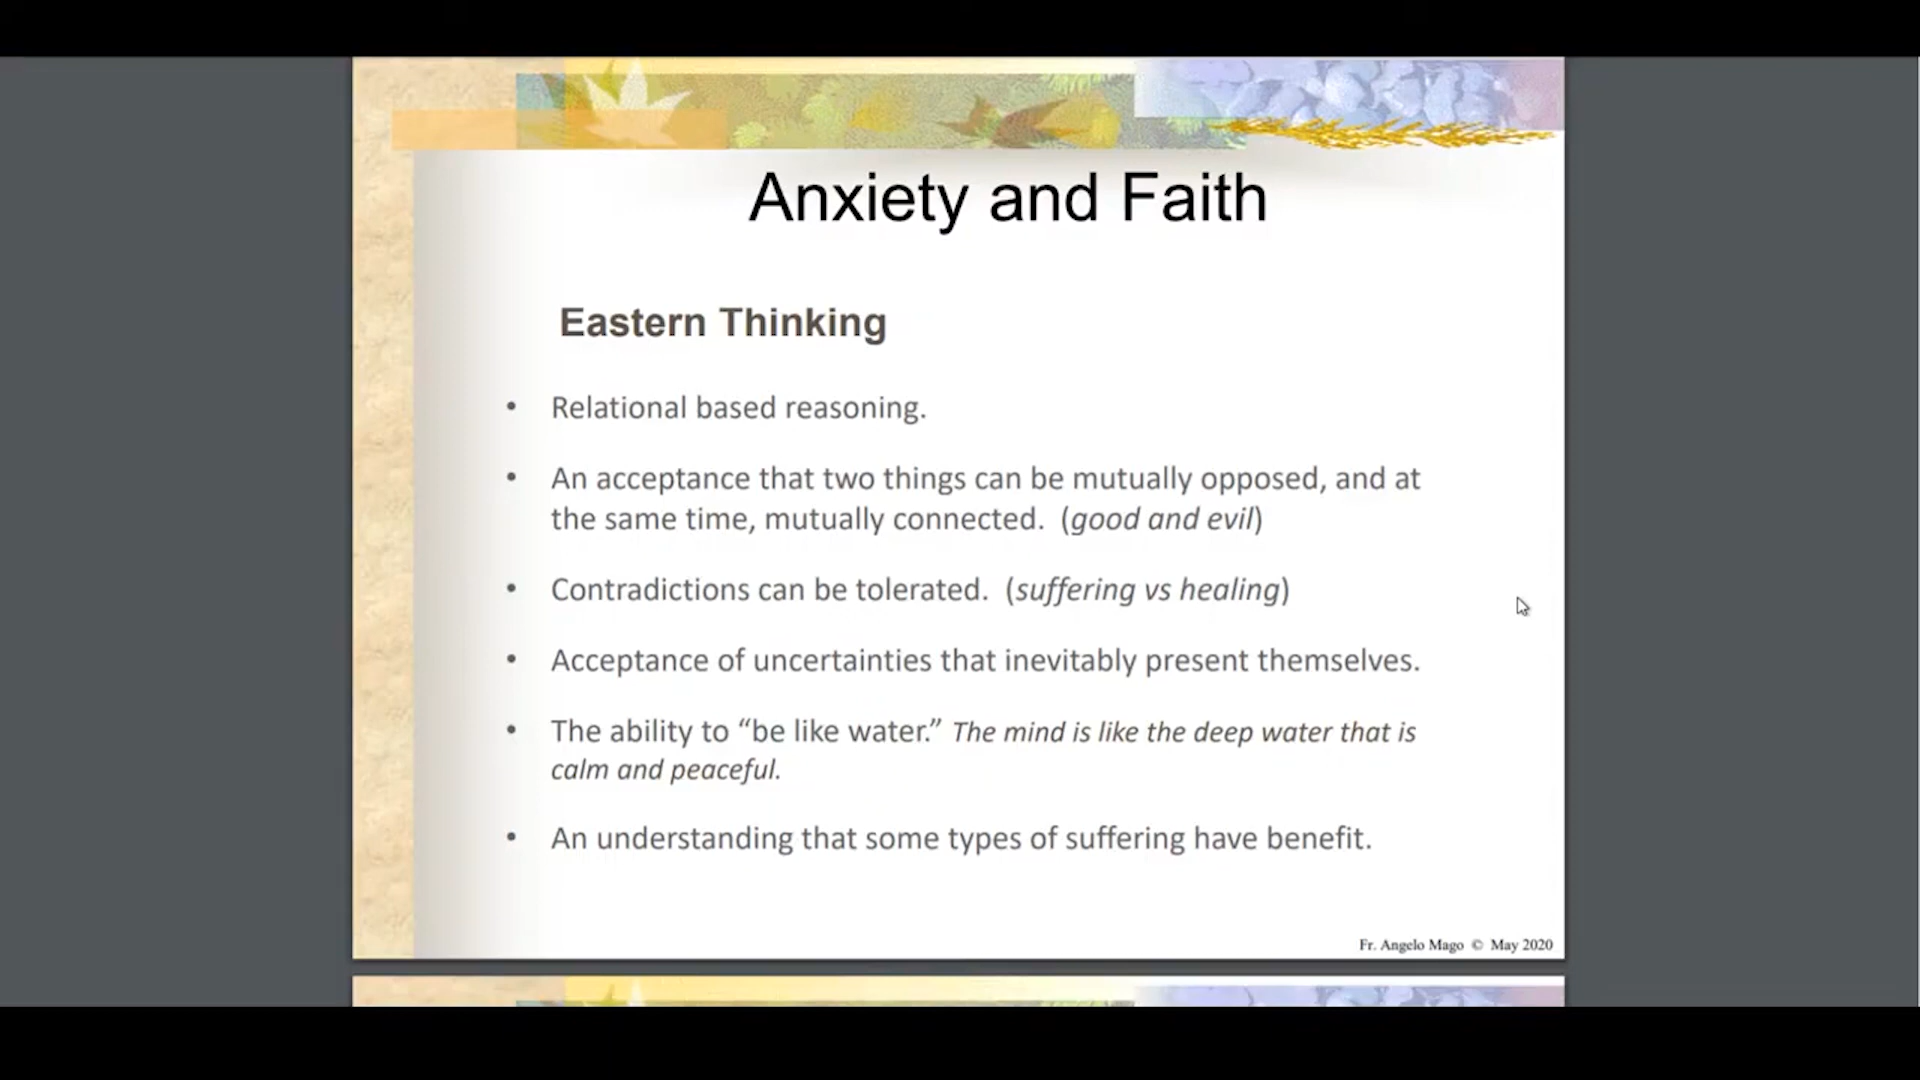 Anxiety and Faith
Eastern Thinking
• Relational based reasoning.
• An acceptance that two things can be mutually opposed, and at
the same time, mutually connected. (good and evil)
• Contradictions can be tolerated. (suffering vs healing)
• Acceptance of uncertainties that inevitably present themselves.
• The ability to “be like water.” The mind is like the deep water that is
calm and peaceful.
• An understanding that some types of suffering have benefit.
Fr. Angelo Mago © May 2020